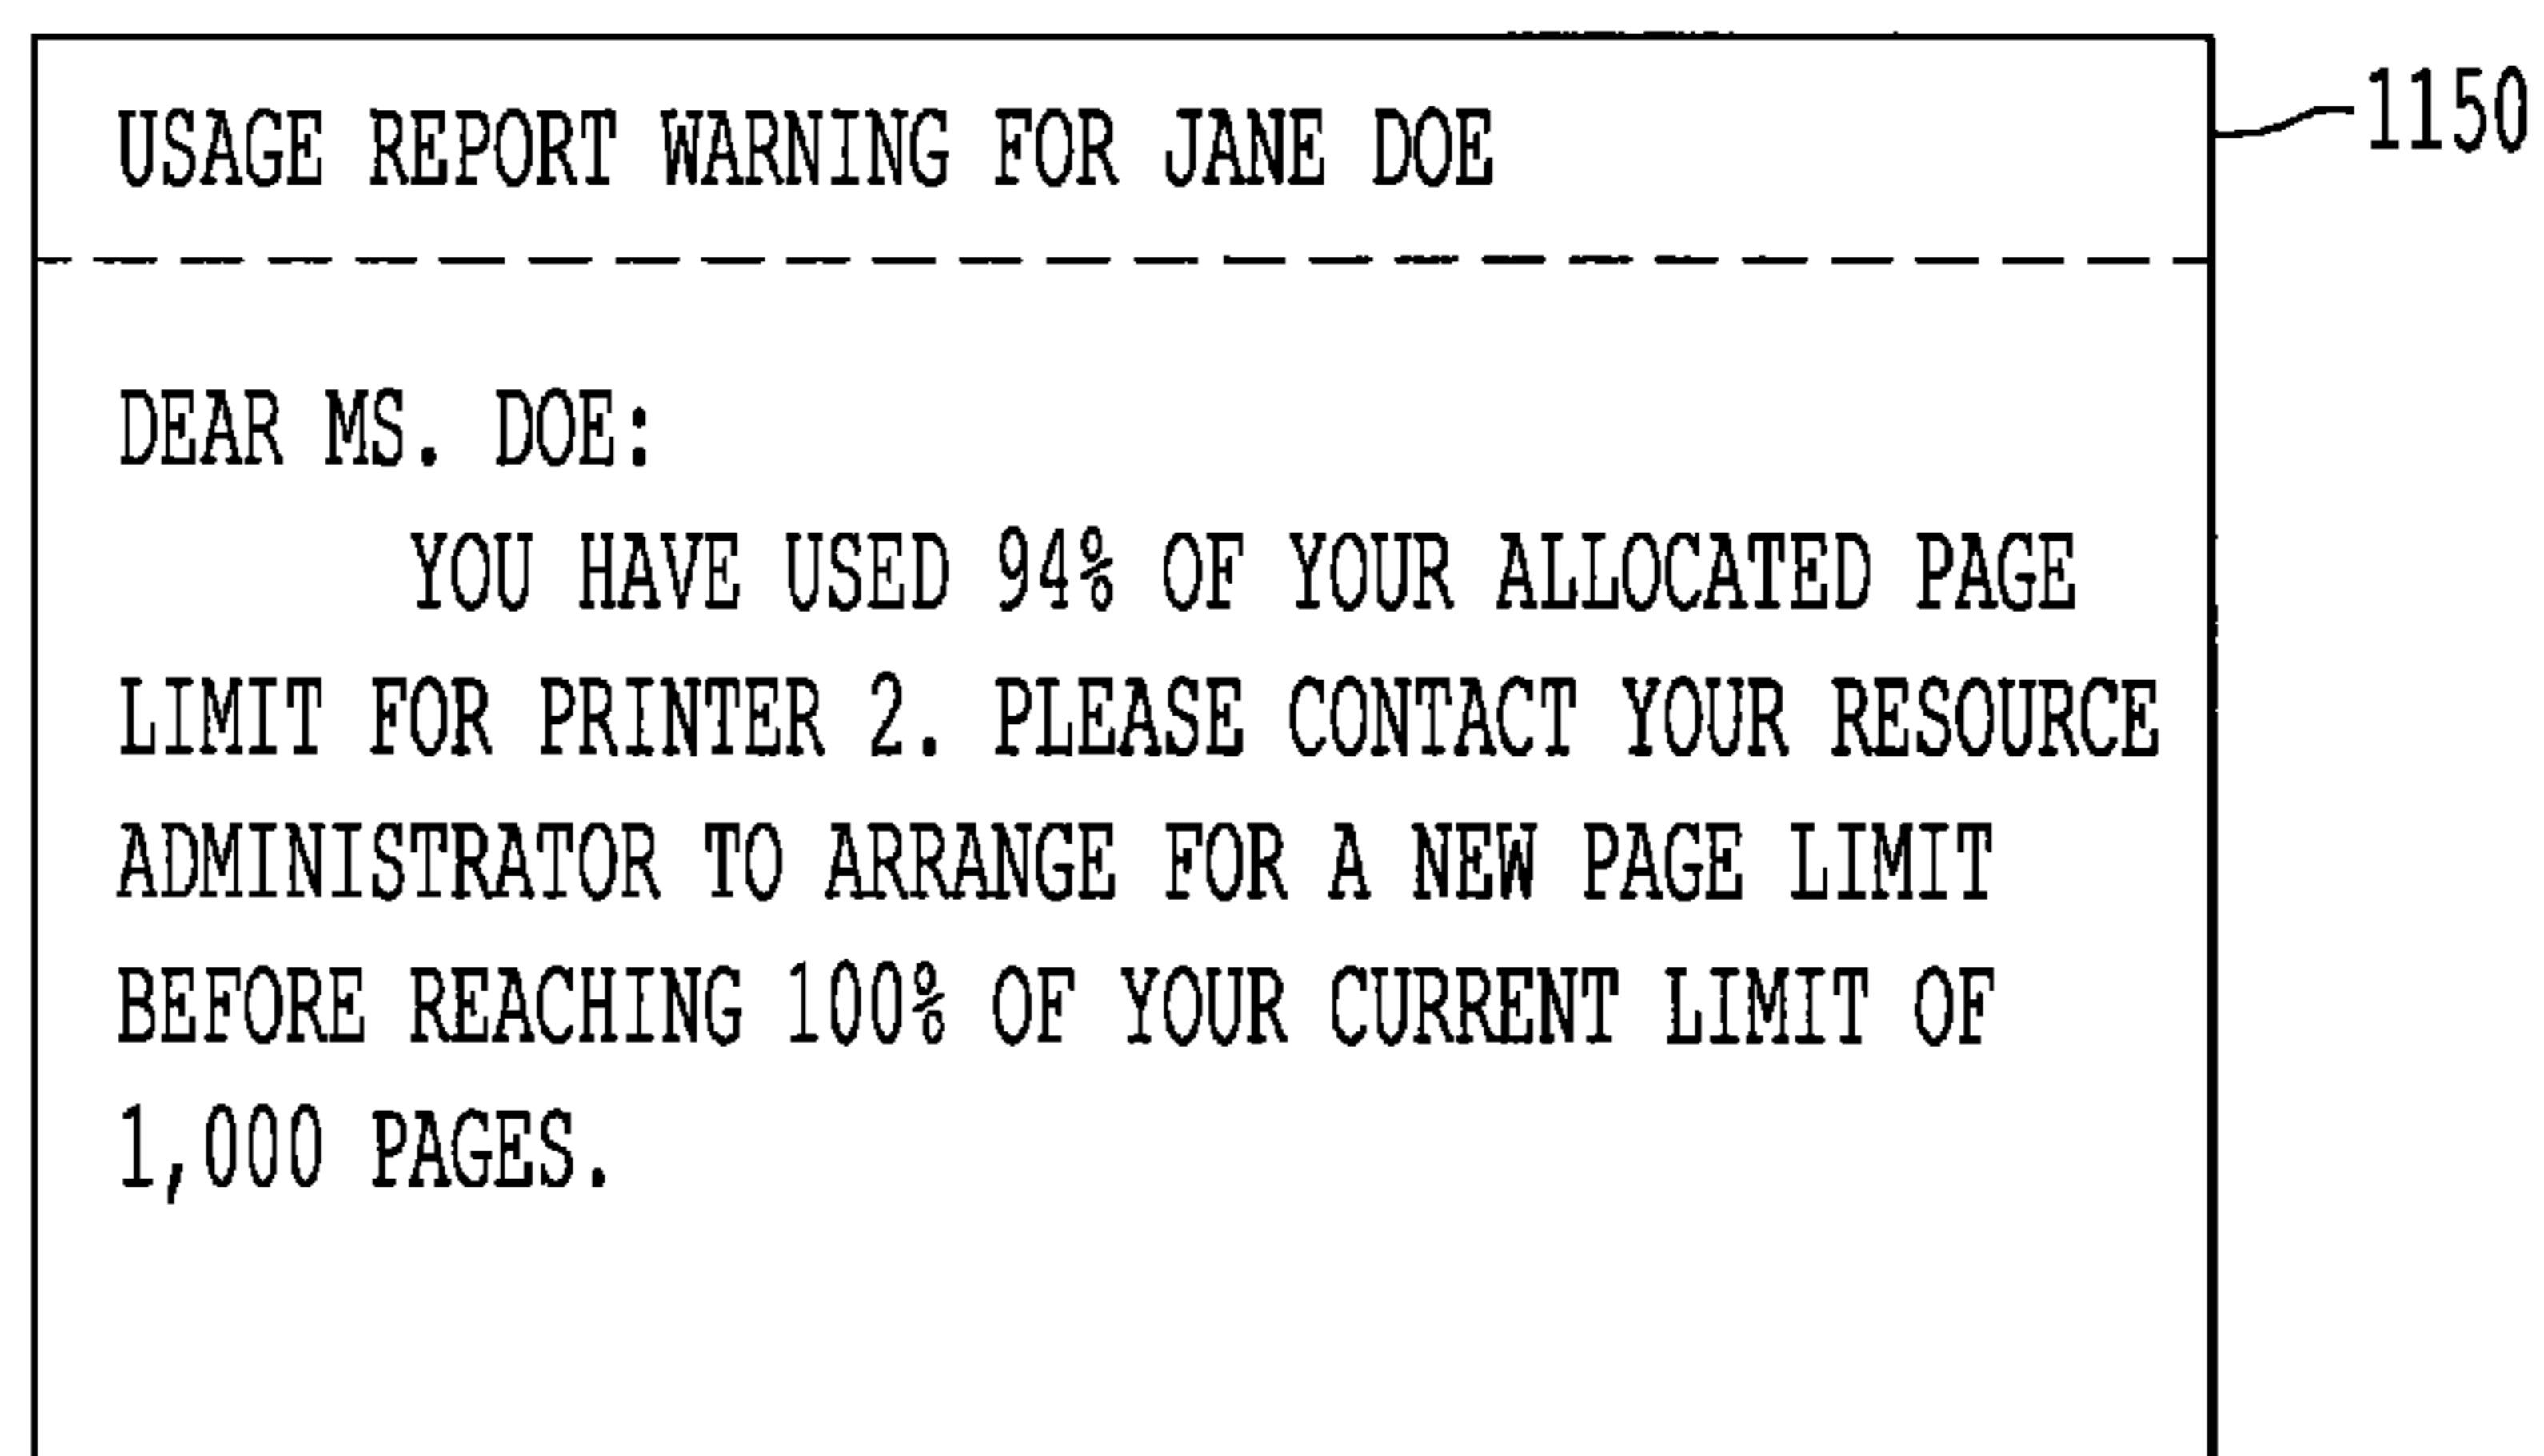 USAGE REPORT WARNING FOR JANE DOE
1150
DEAR MS. DOE:
YOU HAVE USED 94% OF YOUR ALLOCATED PAGE
LIMIT FOR PRINTER 2. PLEASE CONTACT YOUR RESOURCE
ADMINISTRATOR TO ARRANGE FOR A NEW PAGE LIMIT
BEFORE REACHING 100% OF YOUR CURRENT LIMIT OF
1,000 PAGES.